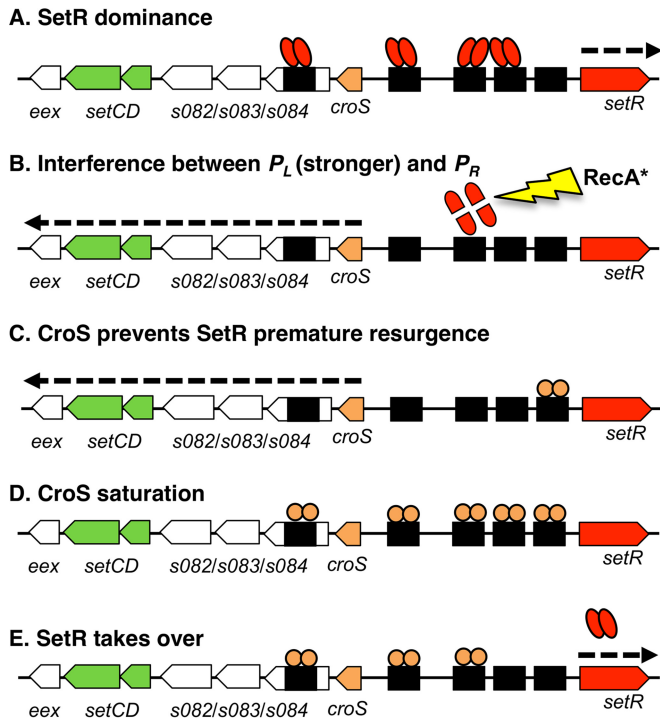 A. SetR dominance
eex setCD s082/s083/s084 croS setR
B. Interference between PL (stronger) and PR
RecA*
eex setCD s082/s083/s084 croS setR
C. CroS prevents SetR premature resurgence
eex setCD s082/s083/s084 croS setR
D. CroS saturation
eex setCD s082/s083/s084 croS setR
E. SetR takes over
eex setCD s082/s083/s084 croS setR